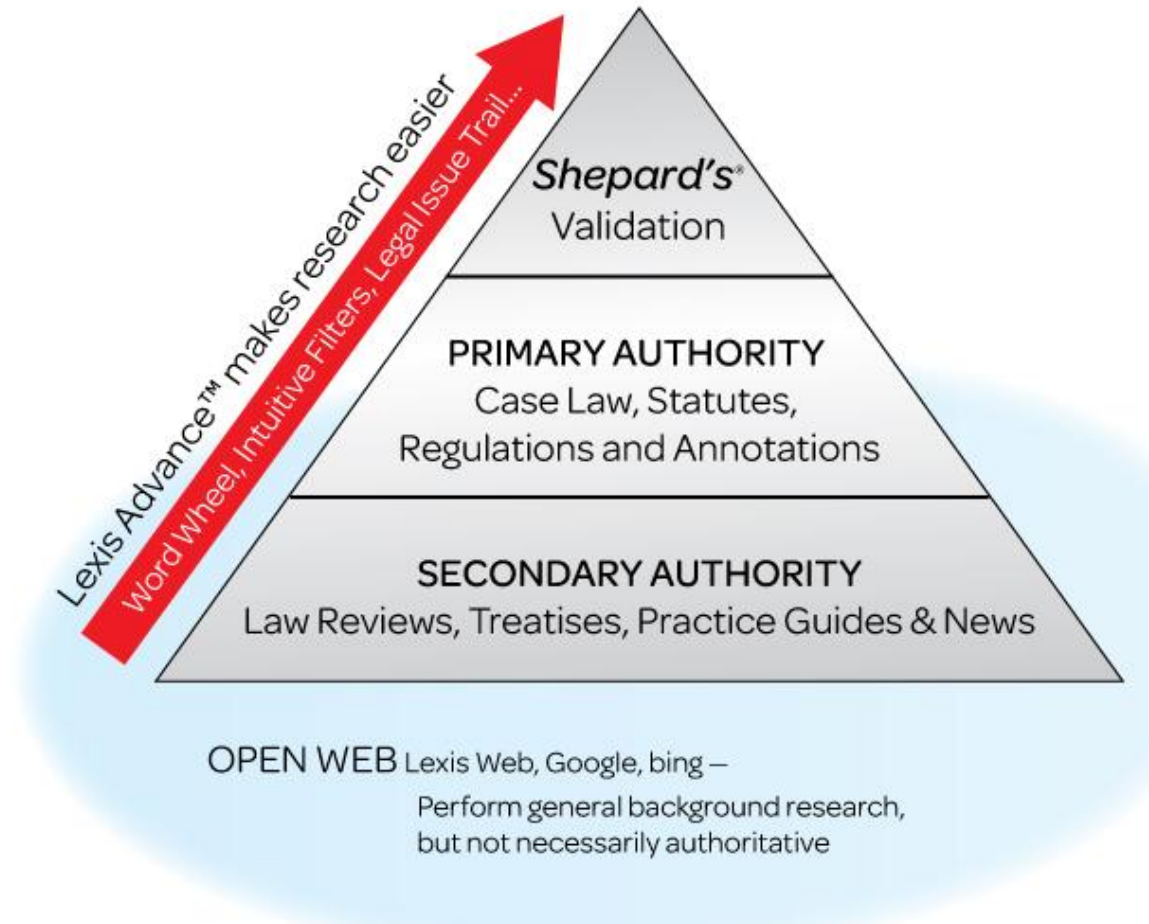 Lexis Advance™ makes research easier
Word Wheel, Intuitive Filters, Legal Issue Trail...
Shepard's®
Validation
PRIMARY AUTHORITY
Case Law, Statutes,
Regulations and Annotations
SECONDARY AUTHORITY
Law Reviews, Treatises, Practice Guides & News
OPEN WEB Lexis Web, Google, bing —
Perform general background research,
but not necessarily authoritative